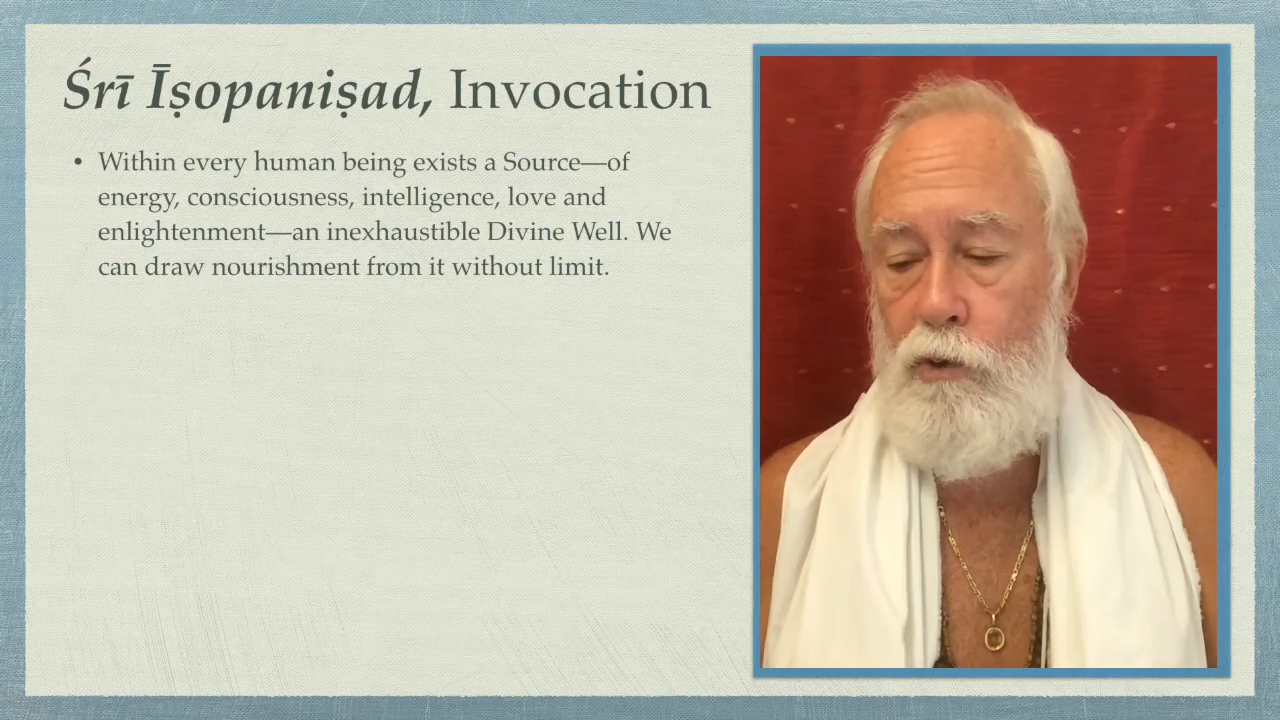 Śrī Īṣopaniṣad, Invocation
• Within every human being exists a Source—of
energy, consciousness, intelligence, love and
enlightenment—an inexhaustible Divine Well. We
can draw nourishment from it without limit.